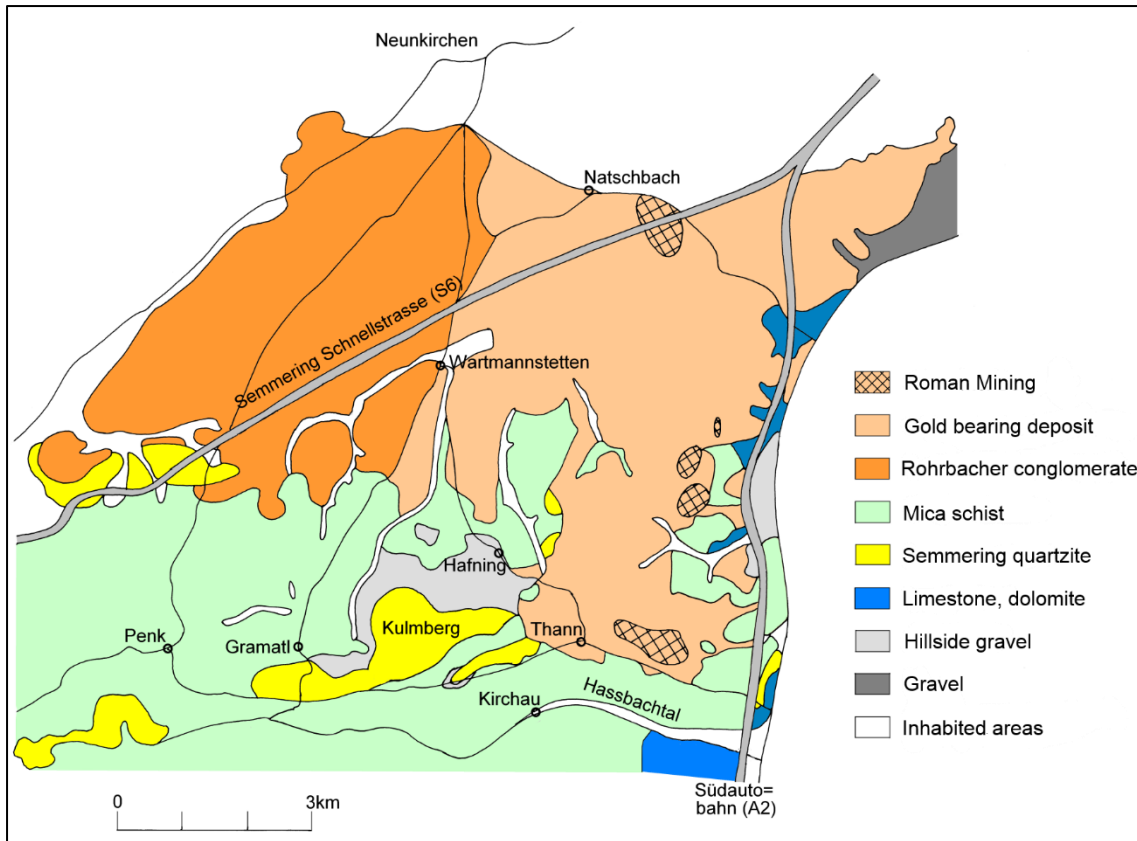 Neunkirchen
Natschbach
Semmering Schnellstrasse (S6)
Wartmannstetten
Hafning
Penk
Gramatl
Kulmberg
Thann
Kirchau
Hassbachtal
Südauto=
bahn (A2)
0 3km
Roman Mining
Gold bearing deposit
Rohrbacher conglomerate
Mica schist
Semmering quartzite
Limestone, dolomite
Hillside gravel
Gravel
Inhabited areas